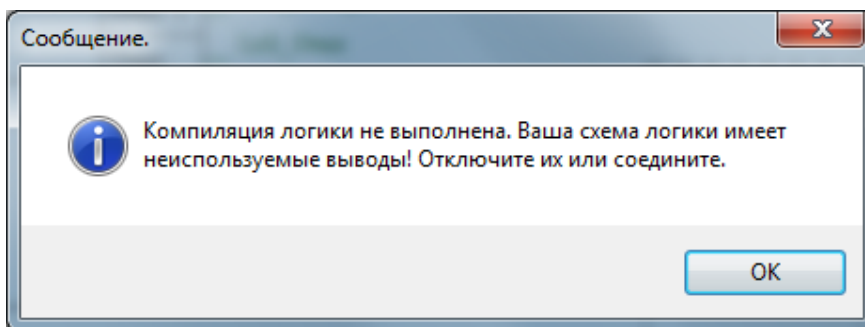 Сообщение.
Компиляция логики не выполнена. Ваша схема логики имеет
неиспользуемые выводы! Отключите их или соедините.
OK